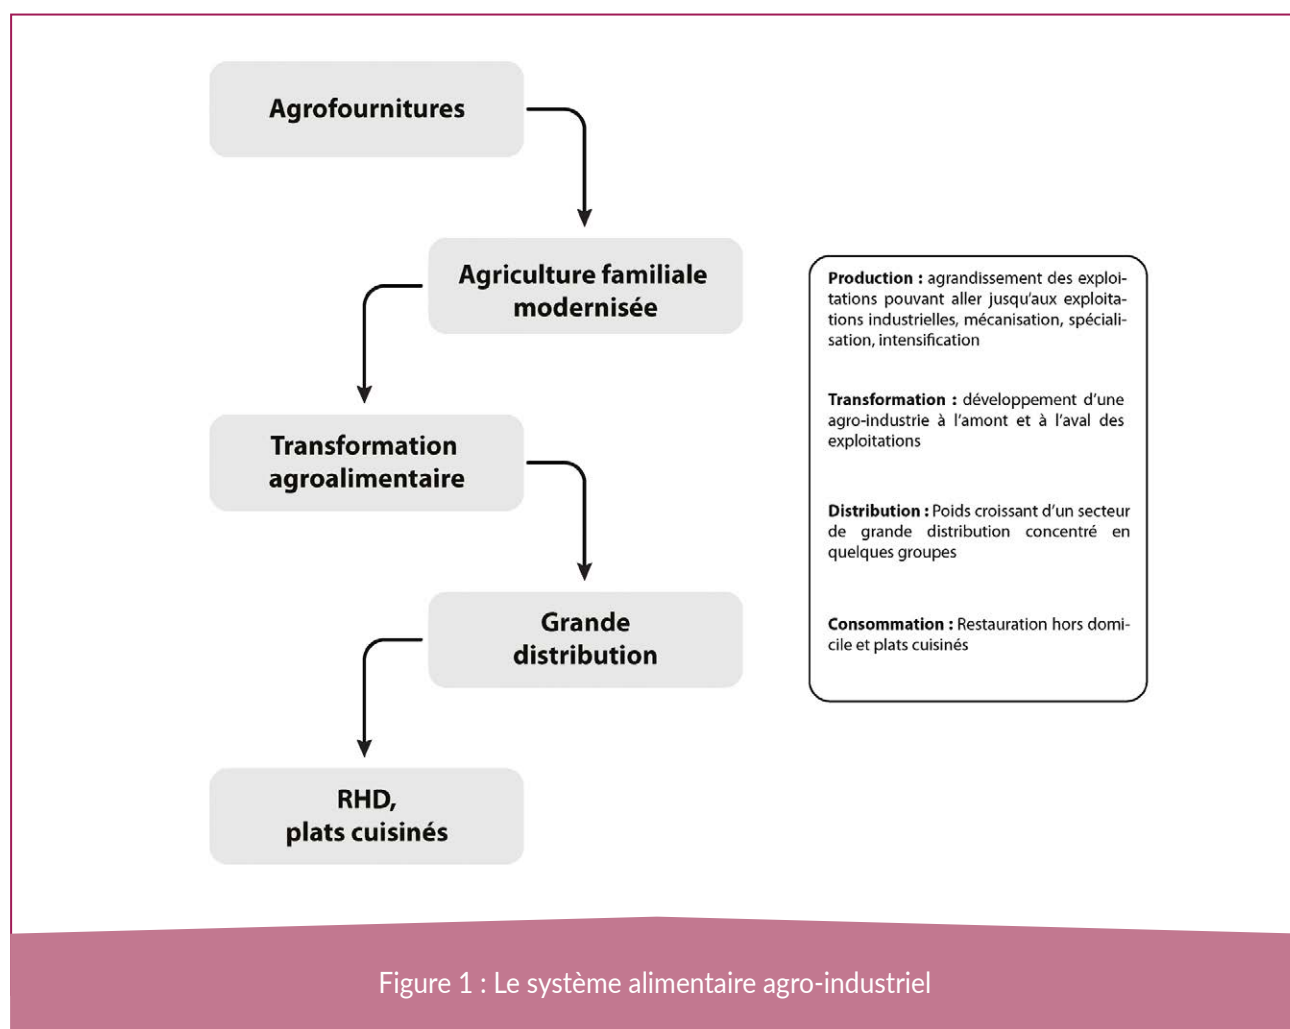 Agrofournitures
Agriculture familiale
modernisée
Transformation
agroalimentaire
Grande
distribution
RHD,
plats cuisinés
Production : agrandissement des exploi-
tations pouvant aller jusqu'aux exploita-
tions industrielles, mécanisation, spéciali-
sation, intensification
Transformation : développement d'une
agro-industrie à l'amont et à l'aval des
exploitations
Distribution : Poids croissant d'un secteur
de grande distribution concentré en
quelques groupes
Consommation : Restauration hors domi-
cile et plats cuisinés
Figure 1 : Le système alimentaire agro-industriel